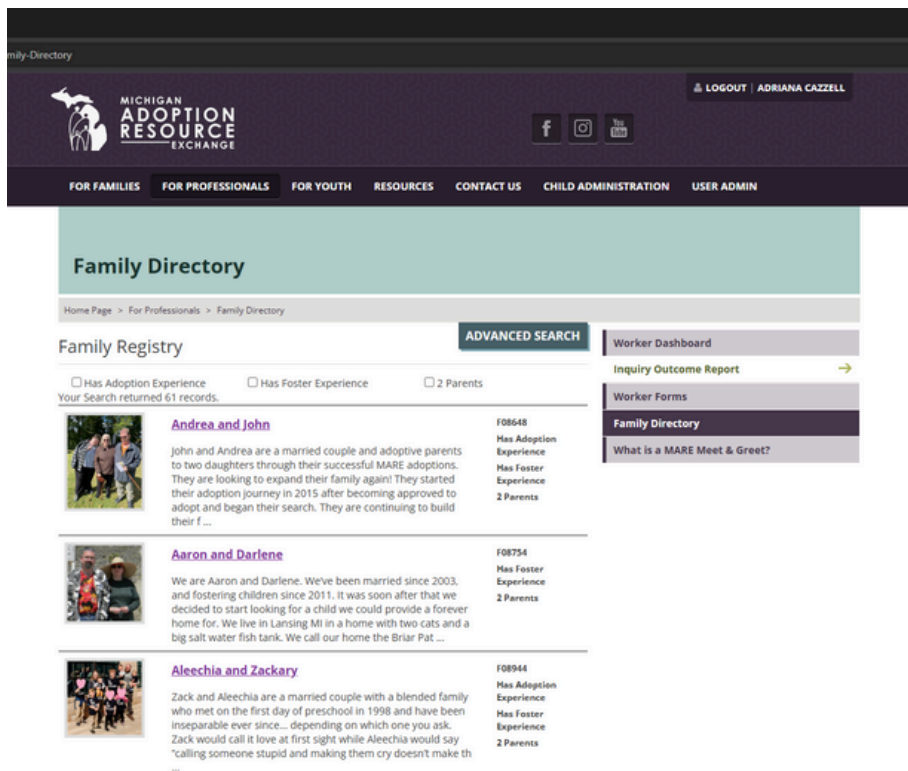 mily-Directory
LOGOUT | ADRIANA CAZZELL
MICHIGAN
ADOPTION
RESOURCE
EXCHANGE
f You Tube
FOR FAMILIES FOR PROFESSIONALS FOR YOUTH RESOURCES CONTACT US CHILD ADMINISTRATION USER ADMIN
Family Directory
Home Page > For Professionals > Family Directory
Family Registry
ADVANCED SEARCH
Has Adoption Experience Has Foster Experience 2 Parents
Your Search returned 61 records.
Andrea and John
John and Andrea are a married couple and adoptive parents
to two daughters through their successful MARE adoptions.
They are looking to expand their family again! They started
their adoption journey in 2015 after becoming approved to
adopt and began their search. They are continuing to build
their f ...
F08648
Has Adoption
Experience
Has Foster
Experience
2 Parents
Aaron and Darlene
We are Aaron and Darlene. We've been married since 2003,
and fostering children since 2011. It was soon after that we
decided to start looking for a child we could provide a forever
home for. We live in Lansing MI in a home with two cats and a
big salt water fish tank. We call our home the Briar Pat ...
F08754
Has Foster
Experience
2 Parents
Aleechia and Zackary
Zack and Aleechia are a married couple with a blended family
who met on the first day of preschool in 1998 and have been
inseparable ever since... depending on which one you ask.
Zack would call it love at first sight while Aleechia would say
"calling someone stupid and making them cry doesn't make th
...
F08944
Has Adoption
Experience
Has Foster
Experience
2 Parents
Worker Dashboard
Inquiry Outcome Report
Worker Forms
Family Directory
What is a MARE Meet & Greet?